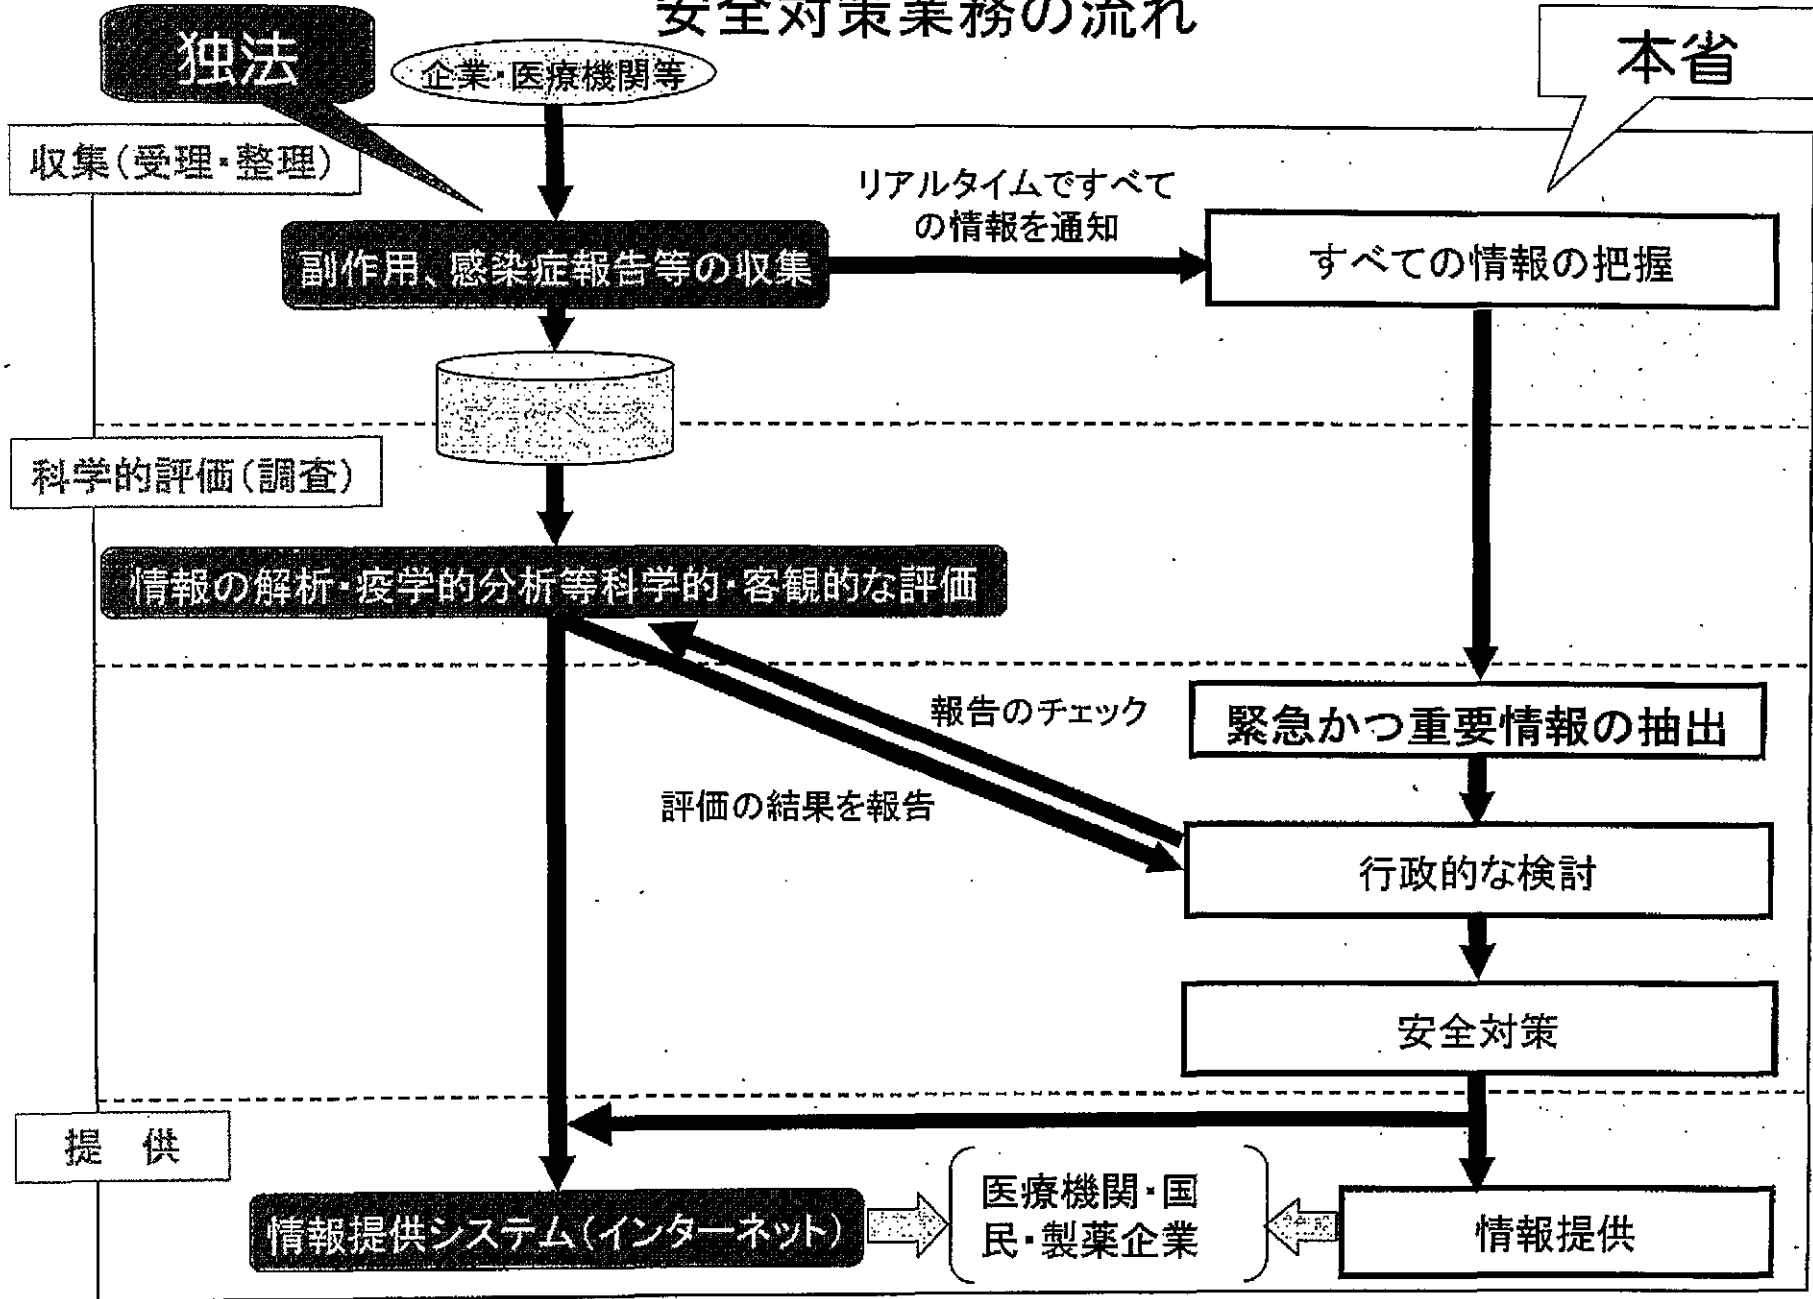 安全対策業務の流れ
独法
企業・医療機関等
本省
収集(受理・整理)
リアルタイムですべて
の情報を通知
副作用、感染症報告等の収集
すべての情報の把握
データベース
科学的評価(調査)
情報の解析・疫学的分析等科学的・客観的な評価
報告のチェック
緊急かつ重要情報の抽出
評価の結果を報告
行政的な検討
安全対策
提 供
情報提供システム(インターネット)
医療機関・国
民・製薬企業
情報提供